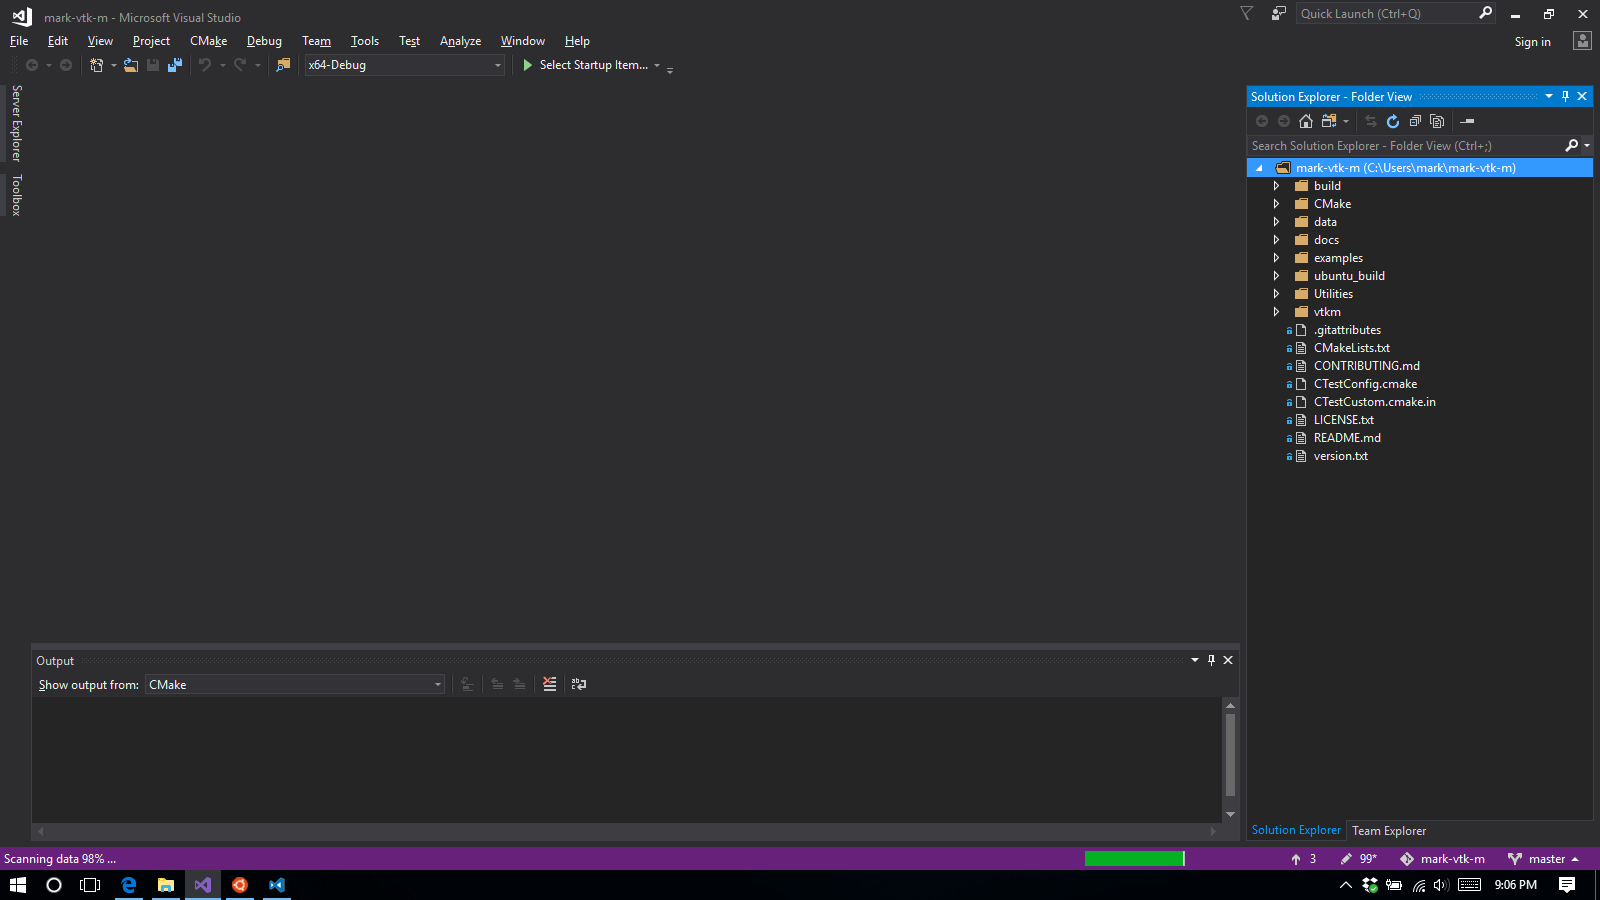 mark-vtk-m - Microsoft Visual Studio
Quick Launch (Ctrl+Q)
File Edit View Project CMake Debug Team Tools Test Analyze Window Help
Sign in
x64-Debug
Select Startup Item...
Server Explorer
Toolbox
Solution Explorer - Folder View
Search Solution Explorer - Folder View (Ctrl+;)
mark-vtk-m (C:\Users\mark\mark-vtk-m)
build
CMake
data
docs
examples
ubuntu_build
Utilities
vtkm
.gitattributes
CMakeLists.txt
CONTRIBUTING.md
CTestConfig.cmake
CTestCustom.cmake.in
LICENSE.txt
README.md
version.txt
Output
Show output from: CMake
Solution Explorer Team Explorer
Scanning data 98% ...
3 99* mark-vtk-m master
9:06 PM